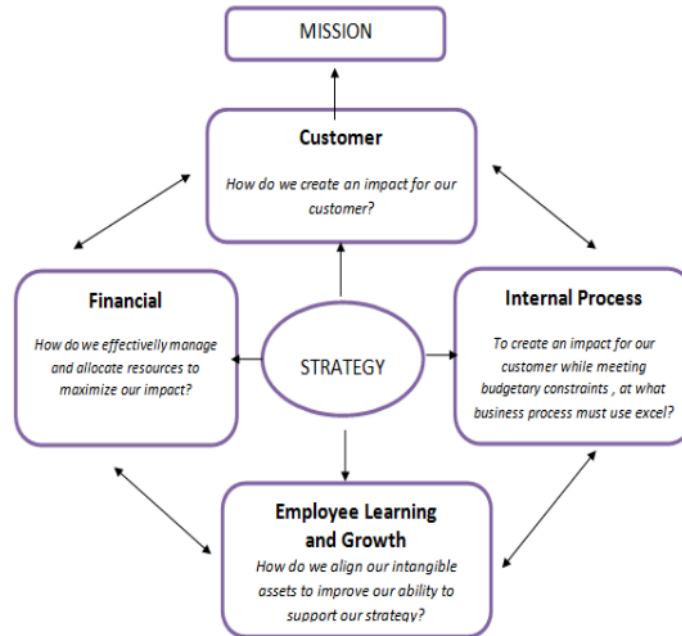 MISSION
Customer
How do we create an impact for our
customer?
Financial
How do we effectivelly manage
and allocate resources to
maximize our impact?
STRATEGY
Internal Process
To create an impact for our
customer while meeting
budgetary constraints , at what
business process must use excel?
Employee Learning
and Growth
How do we align our intangible
assets to improve our ability to
support our strategy?